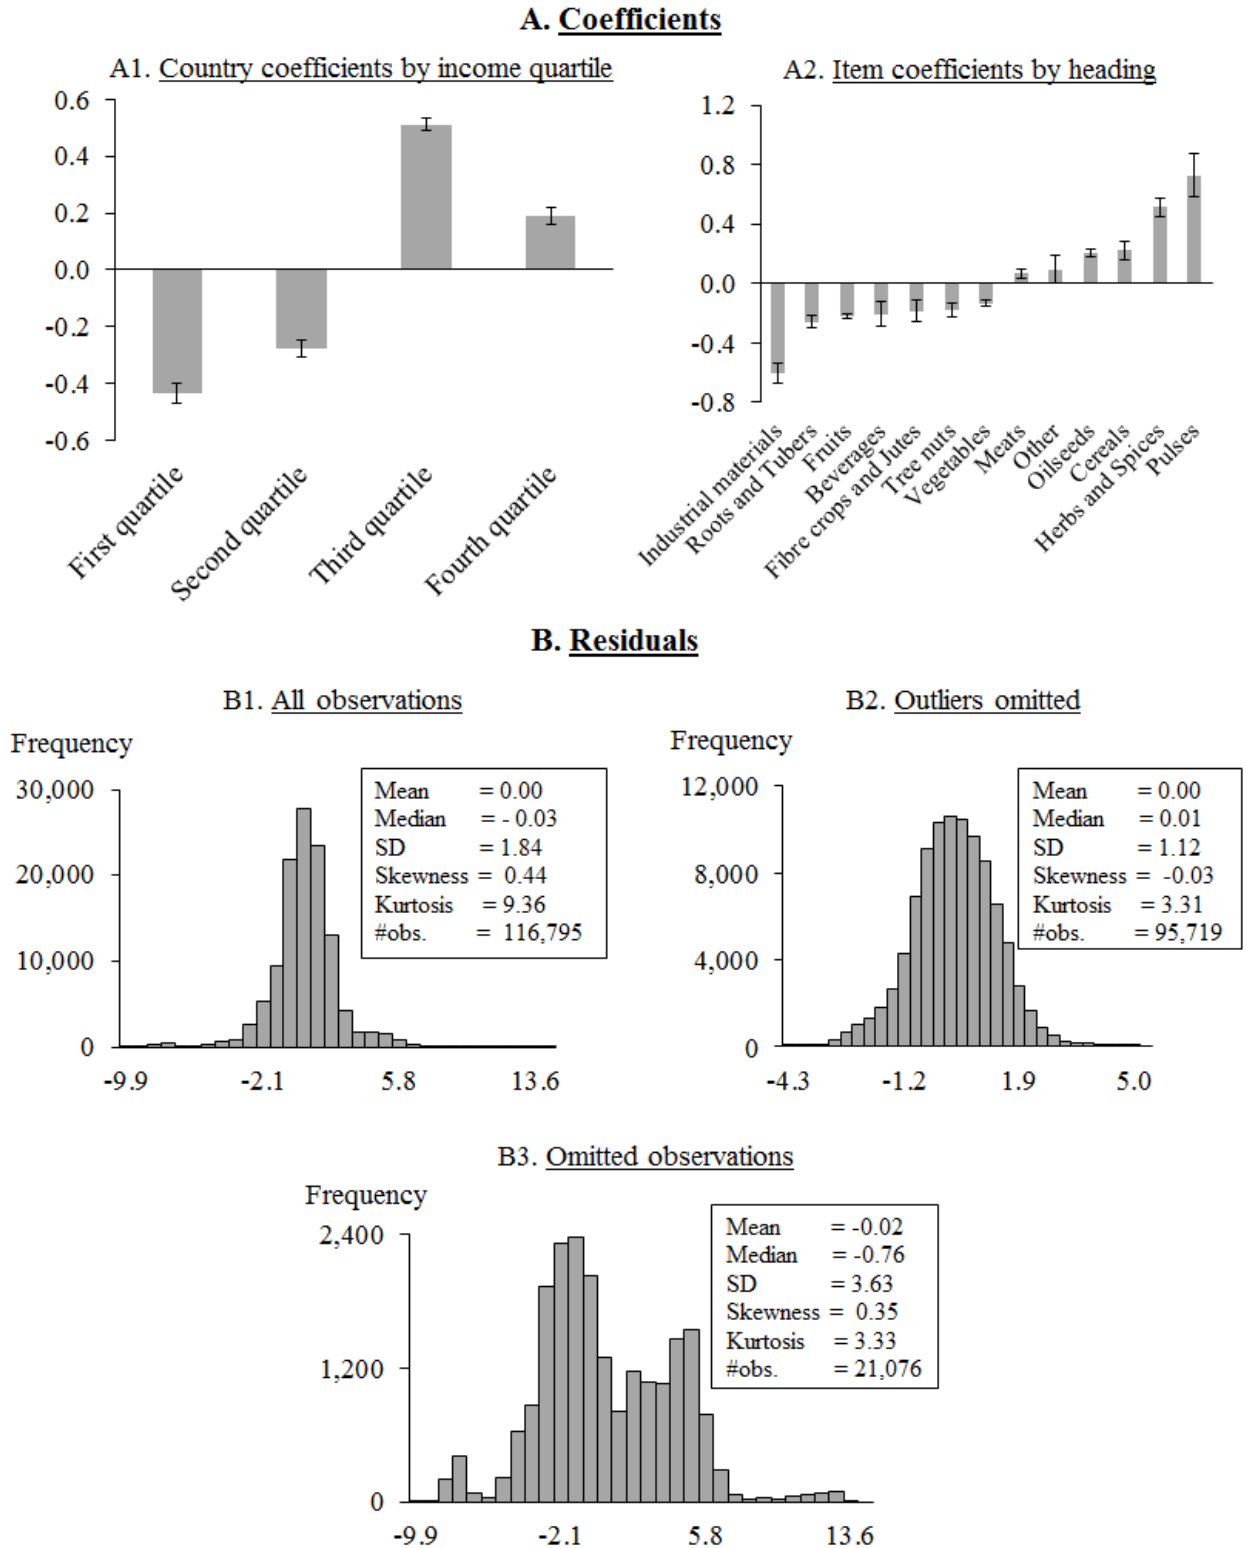 A. Coefficients
A1. Country coefficients by income quartile
0.6
0.4
0.2
0.0
-0.2
-0.4
-0.6
First quartile
Second quartile
Third quartile
Fourth quartile
A2. Item coefficients by heading
1.2
0.8
0.4
0.0
-0.4
-0.8
Industrial materials
Roots and Tubers
Fruits
Beverages
Fibre crops and Jutes
Tree nuts
Vegetables
Meats
Other
Oilseeds
Cereals
Herbs and Spices
Pulses
B. Residuals
B1. All observations
Frequency
30,000
20,000
10,000
0
-9.9 -2.1 5.8 13.6
Mean = 0.00
Median = - 0.03
SD = 1.84
Skewness = 0.44
Kurtosis = 9.36
#obs. = 116,795
B2. Outliers omitted
Frequency
12,000
8,000
4,000
0
-4.3 -1.2 1.9 5.0
Mean = 0.00
Median = 0.01
SD = 1.12
Skewness = -0.03
Kurtosis = 3.31
#obs. = 95,719
B3. Omitted observations
Frequency
2,400
1,200
0
-9.9 -2.1 5.8 13.6
Mean = -0.02
Median = -0.76
SD = 3.63
Skewness = 0.35
Kurtosis = 3.33
#obs. = 21,076